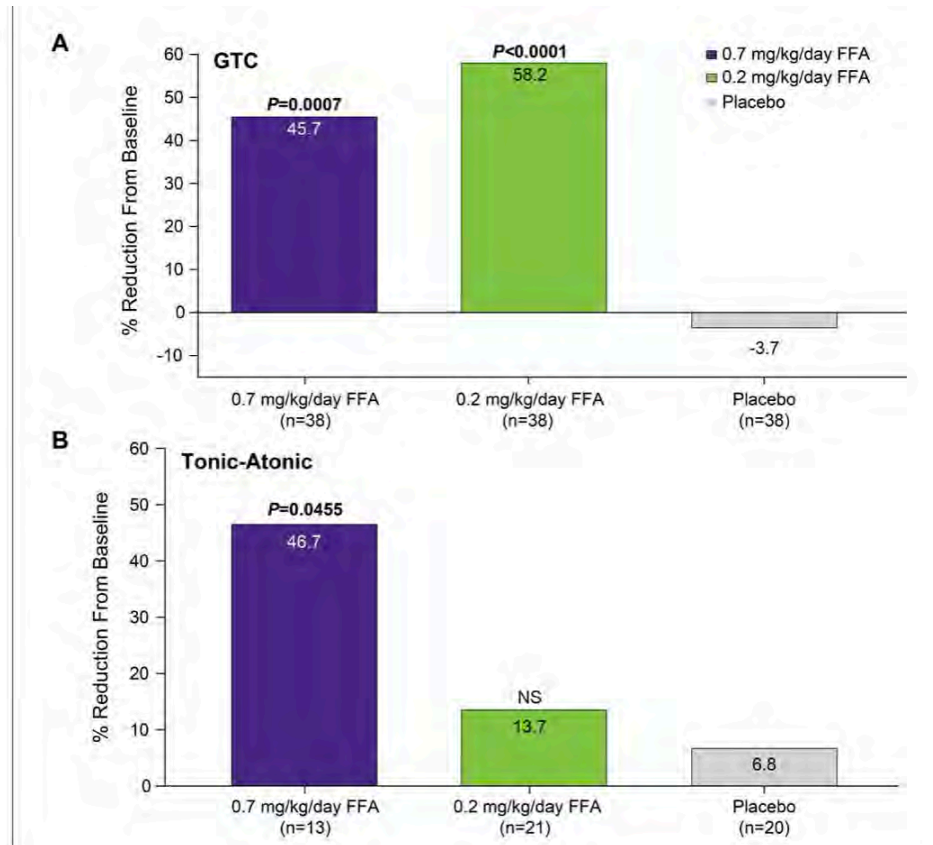 A
GTC
% Reduction From Baseline
60
50
40
30
20
10
0
-10
P=0.0007
45.7
P<0.0001
58.2
-3.7
0.7 mg/kg/day FFA
0.2 mg/kg/day FFA
Placebo
0.7 mg/kg/day FFA
(n=38)
0.2 mg/kg/day FFA
(n=38)
Placebo
(n=38)
B
Tonic-Atonic
% Reduction From Baseline
60
50
40
30
20
10
0
P=0.0455
46.7
NS
13.7
6.8
0.7 mg/kg/day FFA
(n=13)
0.2 mg/kg/day FFA
(n=21)
Placebo
(n=20)